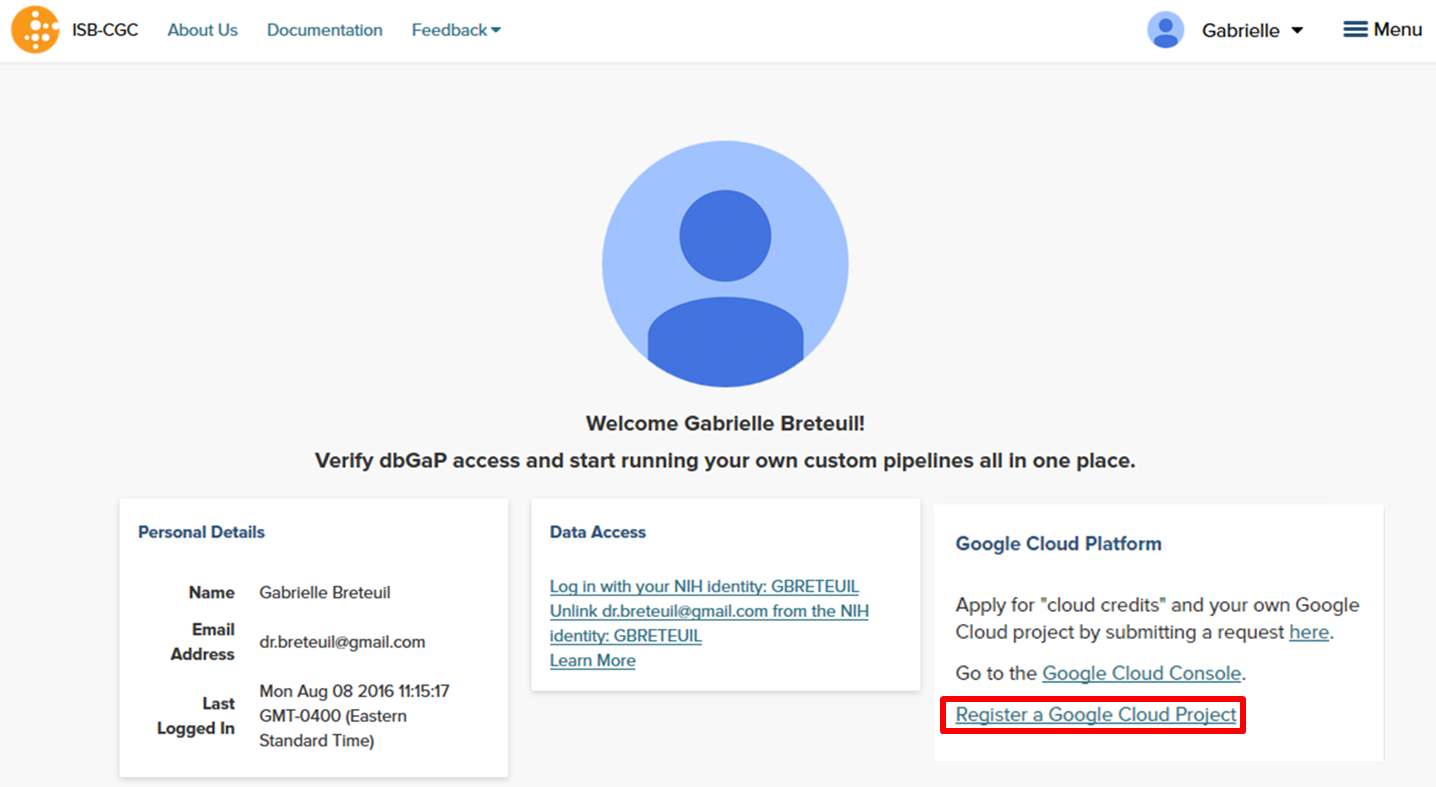 ISB-CGC About Us Documentation Feedback Gabrielle Menu
Welcome Gabrielle Breteuil!
Verify dbGaP access and start running your own custom pipelines all in one place.
Personal Details
Name Gabrielle Breteuil
Email
Address
dr.breteuil@gmail.com
Last
Logged In
Mon Aug 08 2016 11:15:17
GMT-0400 (Eastern
Standard Time)
Data Access
Log in with your NIH identity: GBRETEUIL
Unlink dr.breteuil@gmail.com from the NIH
identity: GBRETEUIL
Learn More
Google Cloud Platform
Apply for "cloud credits" and your own Google
Cloud project by submitting a request here.
Go to the Google Cloud Console.
Register a Google Cloud Project